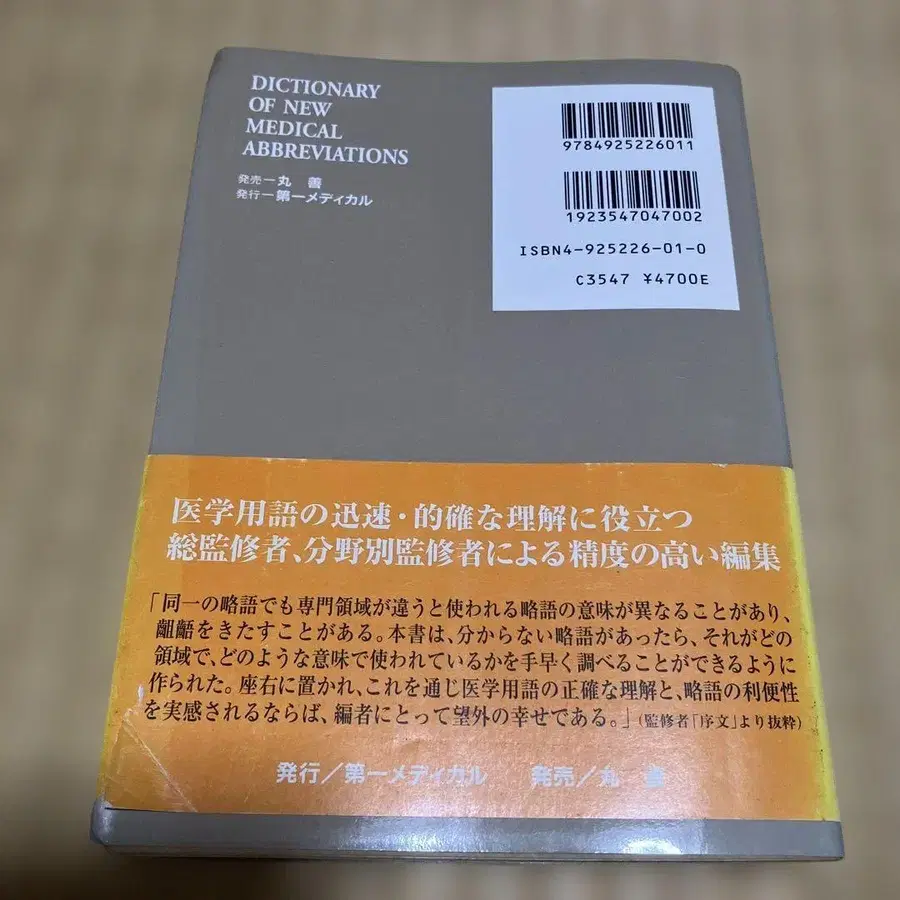 DICTIONARY
OF NEW
MEDICAL
ABBREVIATIONS
発売−丸 善
発行−第一メディカル
9784925226011
1923547047002
ISBN4-925226-01-0
C3547 ¥4700E
医学用語の迅速・的確な理解に役立つ
総監修者、分野別監修者による精度の高い編集
「同一の略語でも専門領域が違うと使われる略語の意味が異なることがあり、
齟齬をきたすことがある。本書は、分からない略語があったら、それがどの
領域で、どのような意味で使われているかを手早く調べることができるように
作られた。座右に置かれ、これを通じ医学用語の正確な理解と、略語の利便性
を実感されるならば、編者にとって望外の幸せである。」(監修者「序文」より抜粋)
発行/第一メディカル 発売/丸 善